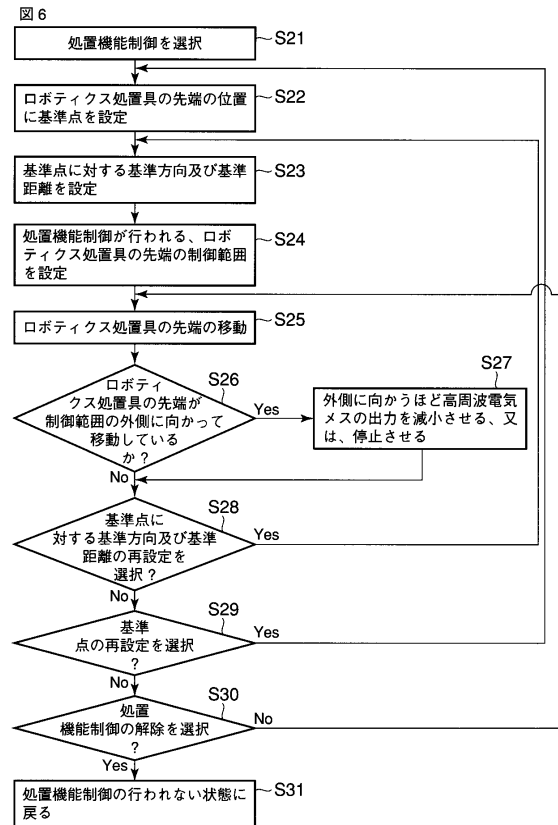 図6
処置機能制御を選択
S21
ロボティクス処置具の先端の位置
に基準点を設定
S22
基準点に対する基準方向及び基準
距離を設定
S23
処置機能制御が行われる、ロボ
ティクス処置具の先端の制御範囲
を設定
S24
ロボティクス処置具の先端の移動
S25
ロボティ
クス処置具の先端が
制御範囲の外側に向かって
移動している
か?
S26
Yes
No
外側に向かうほど高周波電気
メスの出力を減小させる、又
は、停止させる
S27
基準点に
対する基準方向及び基準
距離の再設定を
選択?
S28
Yes
No
基準
点の再設定を選択
?
S29
Yes
No
処置
機能制御の解除を選択
?
S30
No
Yes
処置機能制御の行われない状態に
戻る
S31